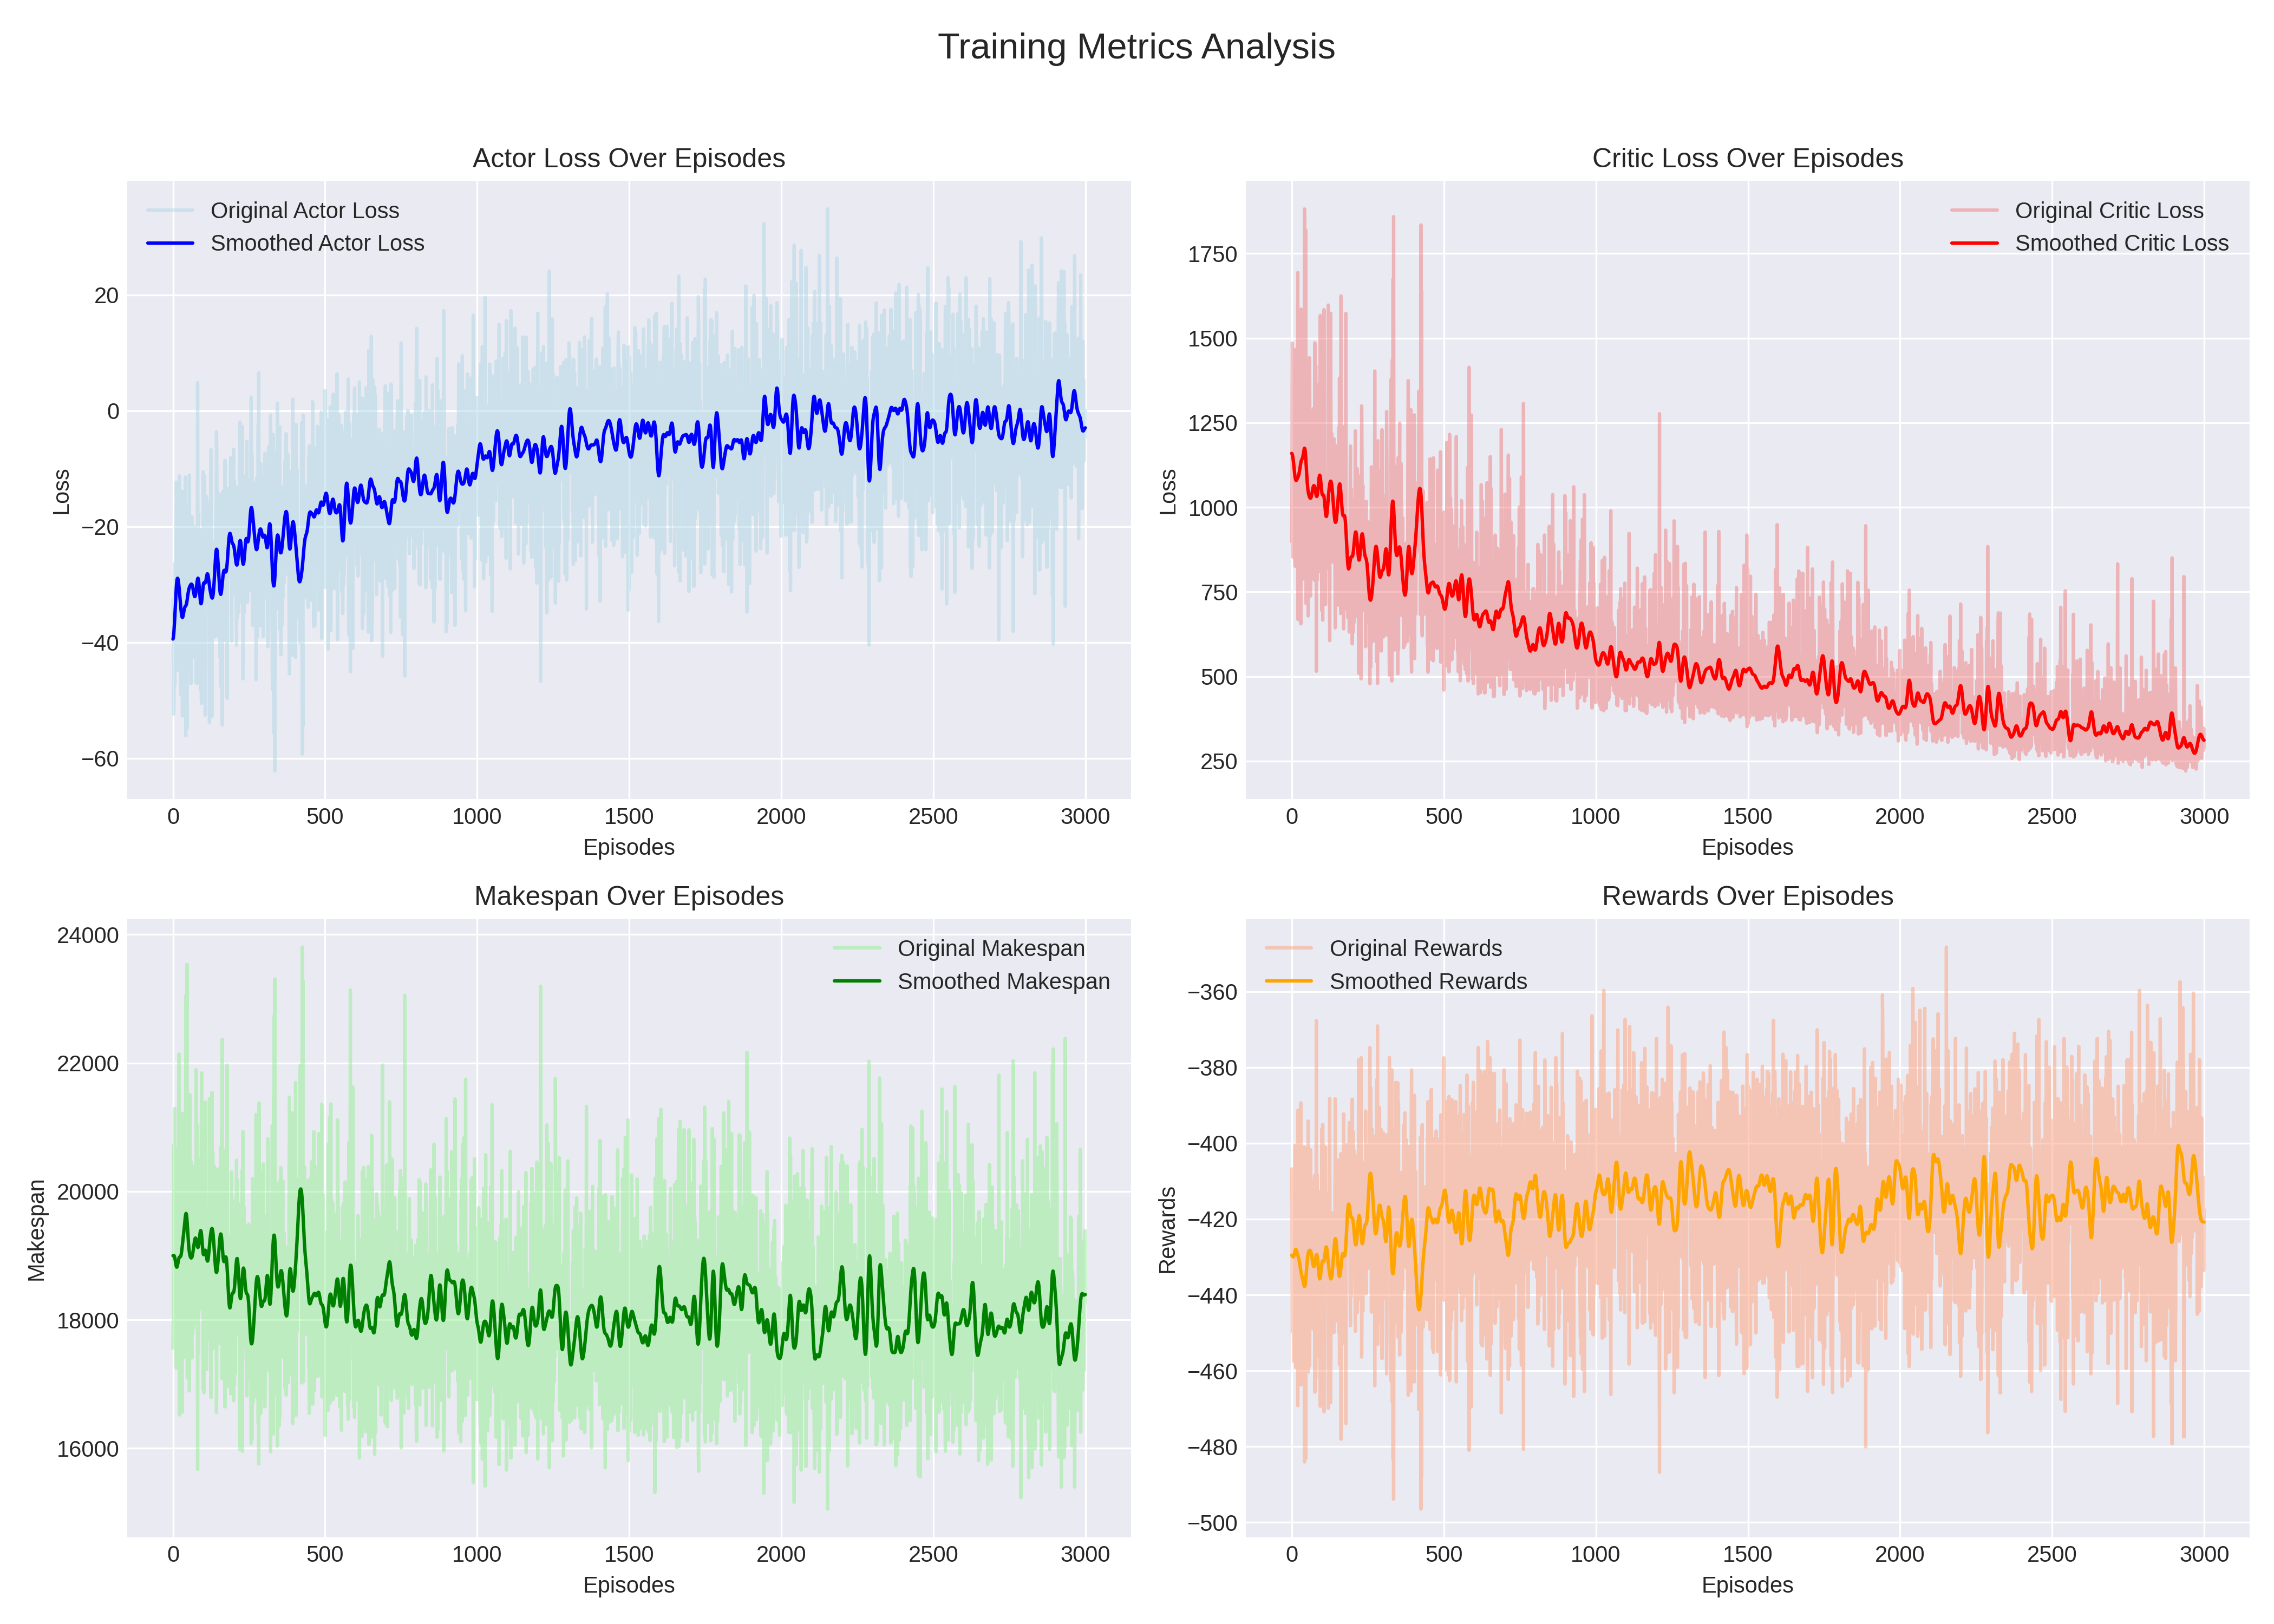 Training Metrics Analysis
Actor Loss Over Episodes
Original Actor Loss
Smoothed Actor Loss
Loss
20
0
−20
−40
−60
0 500 1000 1500 2000 2500 3000
Episodes
Critic Loss Over Episodes
Original Critic Loss
Smoothed Critic Loss
Loss
1750
1500
1250
1000
750
500
250
0 500 1000 1500 2000 2500 3000
Episodes
Makespan Over Episodes
Original Makespan
Smoothed Makespan
Makespan
24000
22000
20000
18000
16000
0 500 1000 1500 2000 2500 3000
Episodes
Rewards Over Episodes
Original Rewards
Smoothed Rewards
Rewards
−360
−380
−400
−420
−440
−460
−480
−500
0 500 1000 1500 2000 2500 3000
Episodes